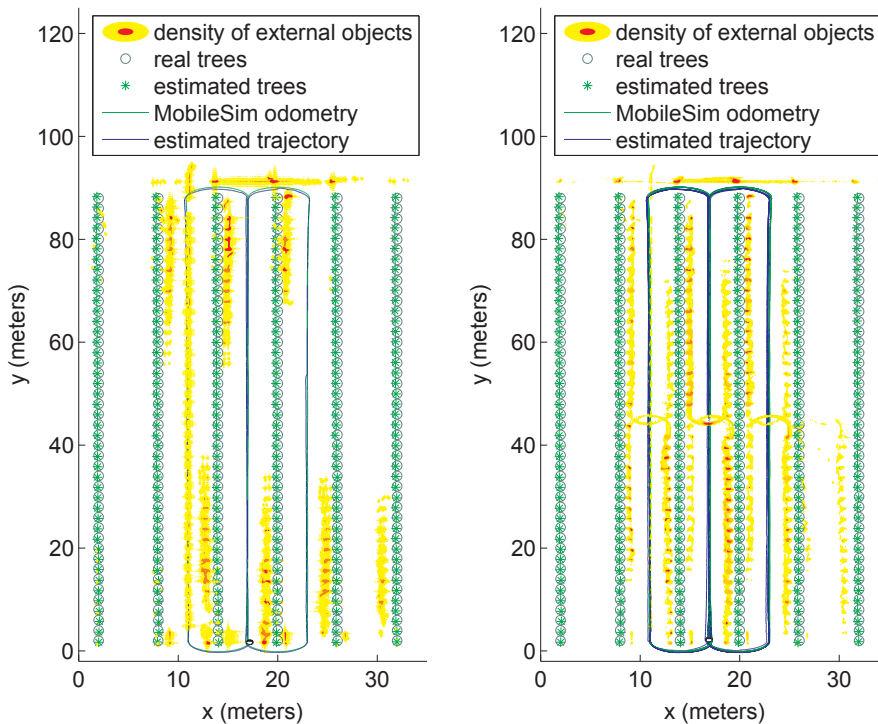 density of external objects
real trees
estimated trees
MobileSim odometry
estimated trajectory
120
100
80
60
40
20
0
y (meters)
0 10 20 30
x (meters)
density of external objects
real trees
estimated trees
MobileSim odometry
estimated trajectory
120
100
80
60
40
20
0
y (meters)
0 10 20 30
x (meters)